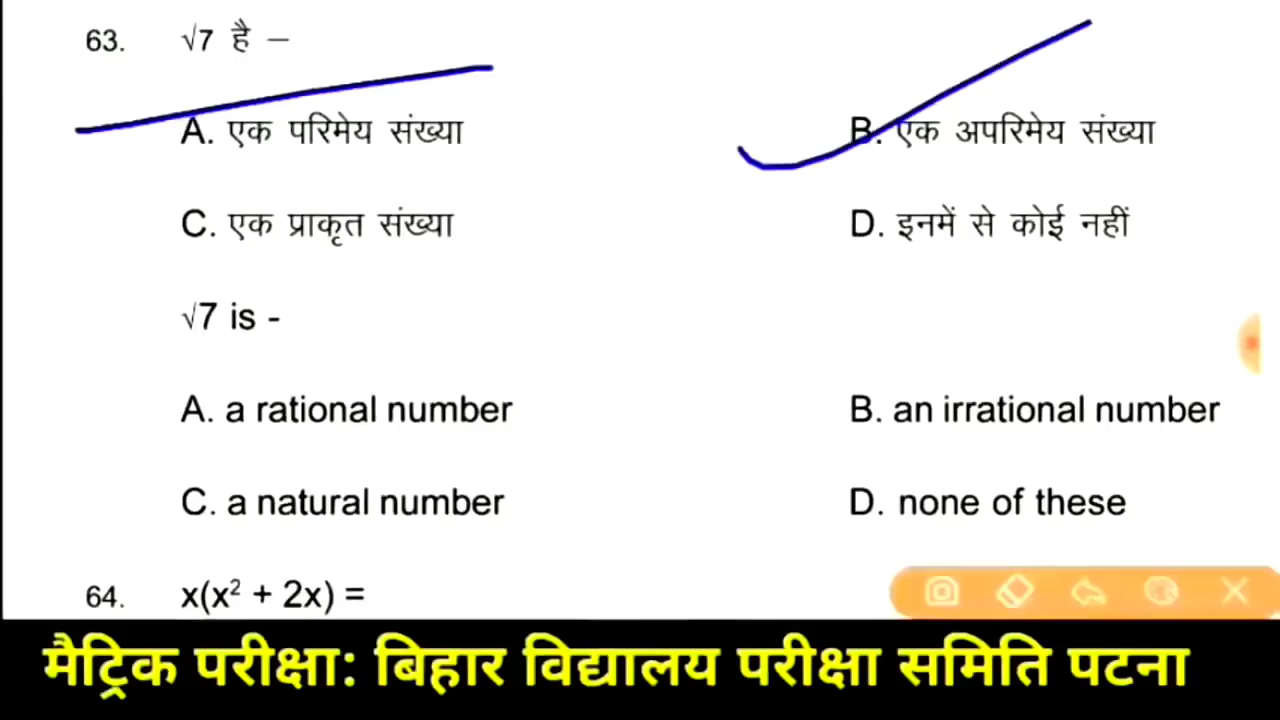 63. √7 है –
A. एक परिमेय संख्या B. एक अपरिमेय संख्या
C. एक प्राकृत संख्या D. इनमें से कोई नहीं
√7 is -
A. a rational number B. an irrational number
C. a natural number D. none of these
64. x(x² + 2x) =
मैट्रिक परीक्षा: बिहार विद्यालय परीक्षा समिति पटना